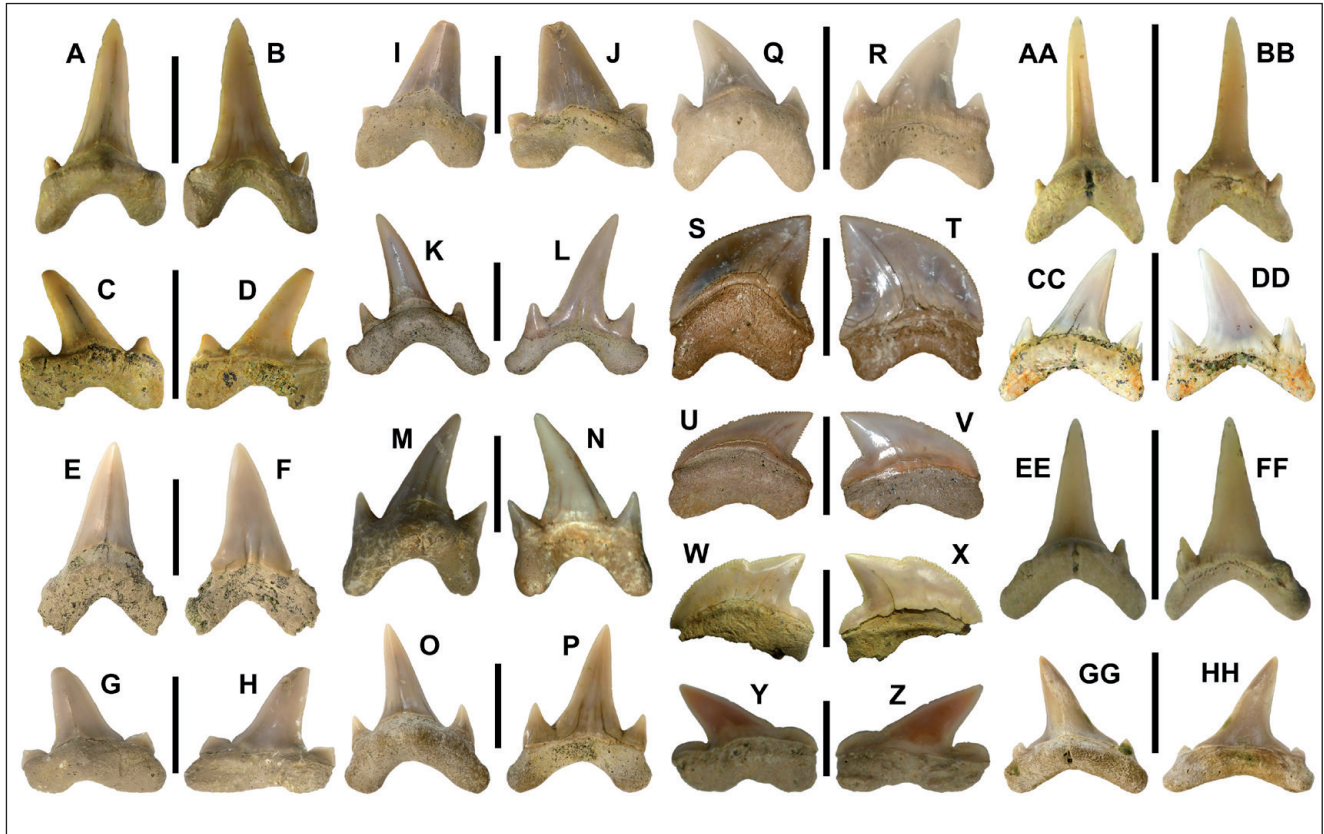 A B I J Q R AA BB
K L S T CC DD
C D
M N U V EE FF
E F
W X
O P GG HH
G H Y Z